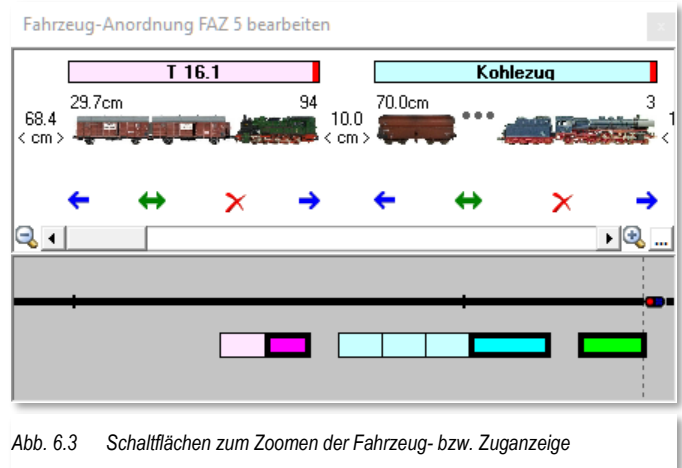 Fahrzeug-Anordnung FAZ 5 bearbeiten
x
T 16.1 Kohlezug
29.7cm 94 70.0cm 3
68.4 10.0 1
< cm > < cm > <
...
Abb. 6.3 Schaltflächen zum Zoomen der Fahrzeug- bzw. Zuganzeige